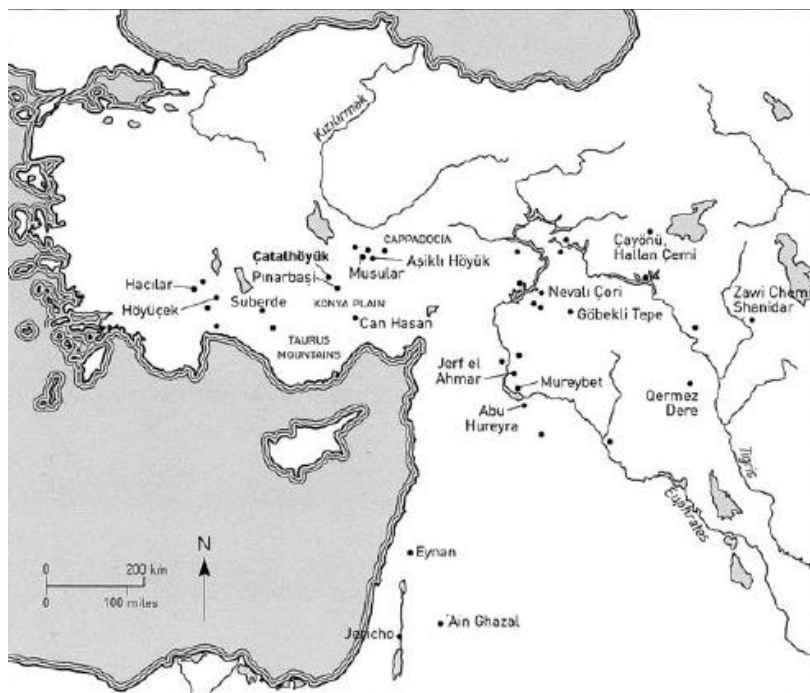 Kızılırmak
CAPPADOCIA
Çatalhöyük
Pınarbaşı
Musular
Aşıklı Höyük
Çayönü,
Hallan Çemi
Hacılar
Höyüçek
Suberde
KONYA PLAIN
Nevalı Çori
Göbekli Tepe
Zawi Chemi
Shanidar
TAURUS
MOUNTAINS
Can Hasan
Jerf el
Ahmar
Mureybet
Abu
Hureyra
Qermez
Dere
Tigris
Euphrates
N
0 200 km
0 100 miles
Eynan
'Ain Ghazal
Jericho